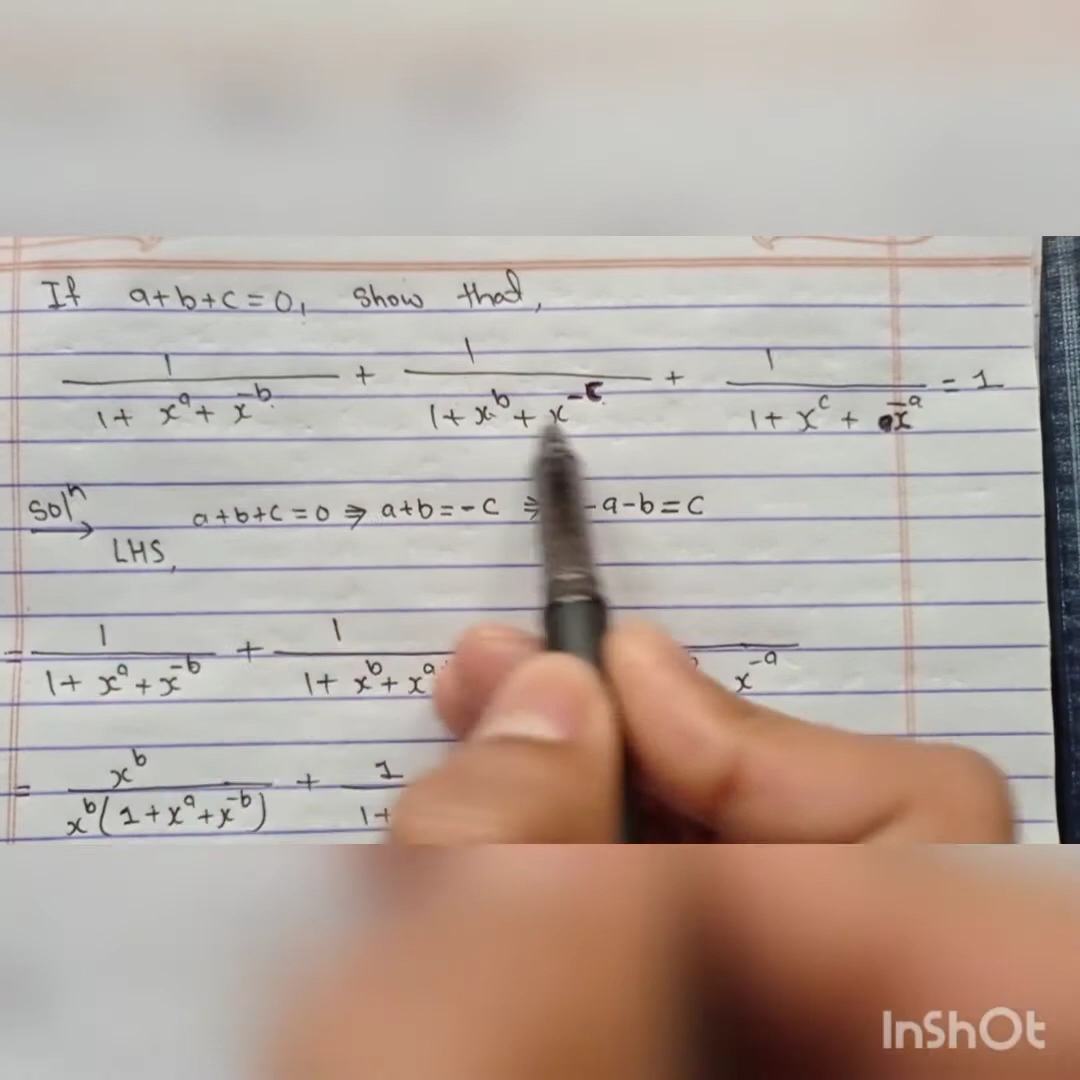 If a+b+c=0, show that,
1/(1+x^a+x^-b) + 1/(1+x^b+x^-c) + 1/(1+x^c+x^-a) = 1
Solⁿ a+b+c=0 ⇒ a+b=-c ⇒ -a-b=c
LHS,
= 1/(1+x^a+x^-b) + 1/(1+x^b+x^a x^-a
= x^b/(x^b(1+x^a+x^-b)) + 1/(1+
InShOt